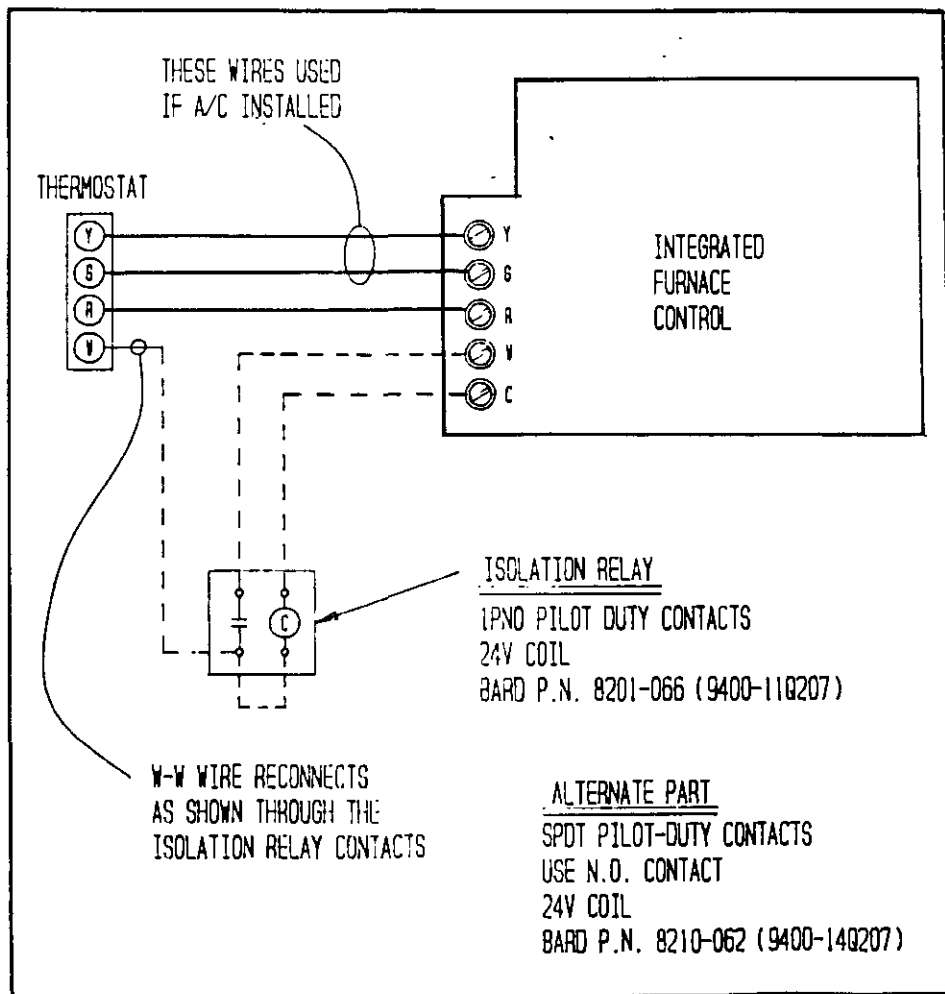 THESE WIRES USED
IF A/C INSTALLED
THERMOSTAT
Y
G
R
W
Y
G
R
W
C
INTEGRATED
FURNACE
CONTROL
C
ISOLATION RELAY
1PNO PILOT DUTY CONTACTS
24V COIL
BARD P.N. 8201-066 (9400-11Q207)
W-W WIRE RECONNECTS
AS SHOWN THROUGH THE
ISOLATION RELAY CONTACTS
ALTERNATE PART
SPDT PILOT-DUTY CONTACTS
USE N.O. CONTACT
24V COIL
BARD P.N. 8210-062 (9400-14Q207)